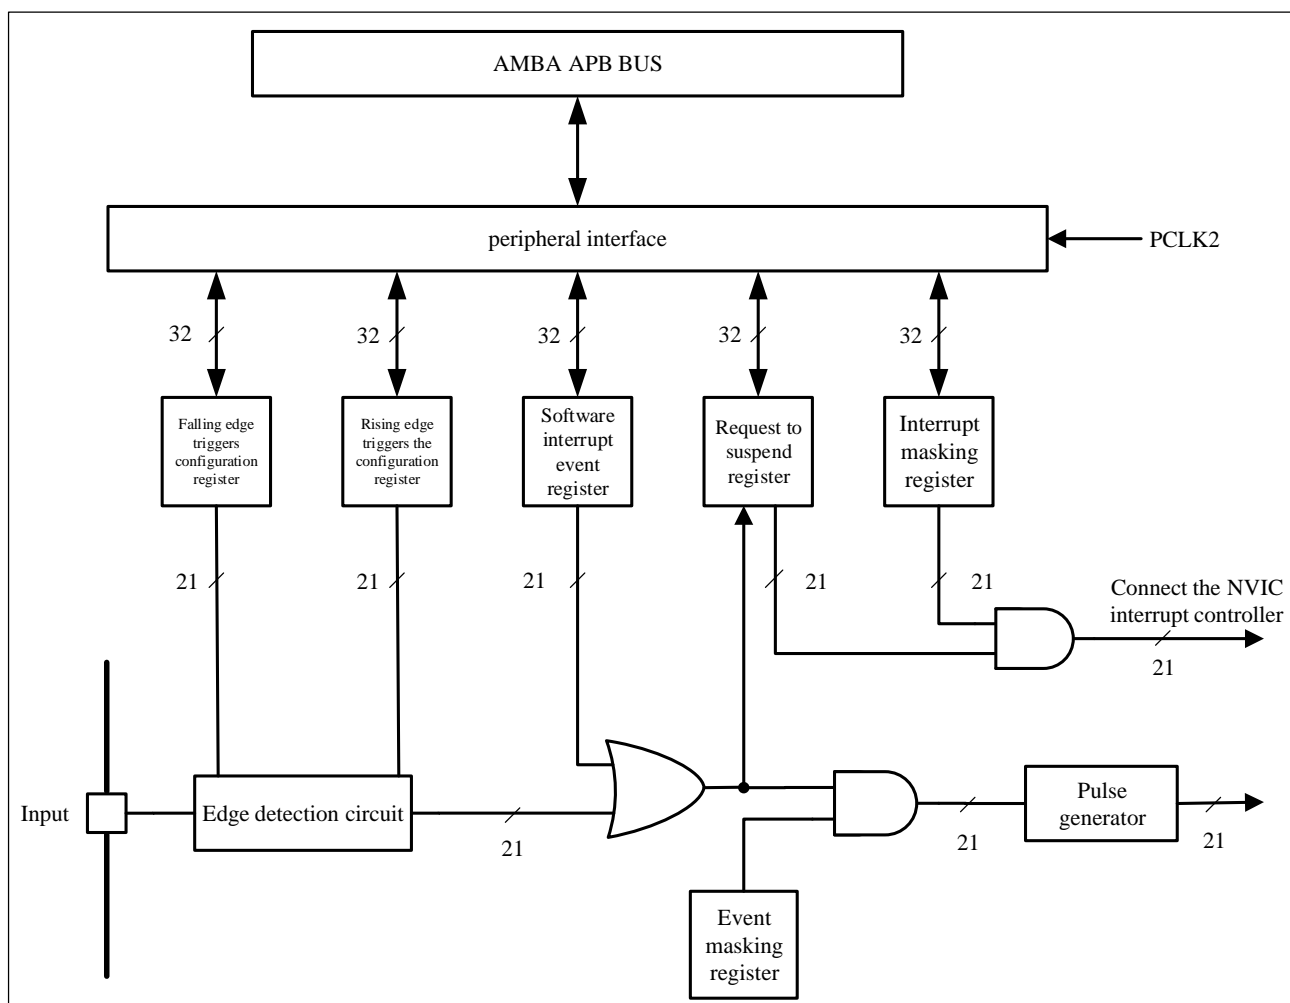 AMBA APB BUS
peripheral interface
PCLK2
32
32
32
32
32
Falling edge
triggers
configuration
register
Rising edge
triggers the
configuration
register
Software
interrupt
event
register
Request to
suspend
register
Interrupt
masking
register
21
21
21
21
21
Connect the NVIC
interrupt controller
21
Input
Edge detection circuit
21
21
Pulse
generator
21
Event
masking
register